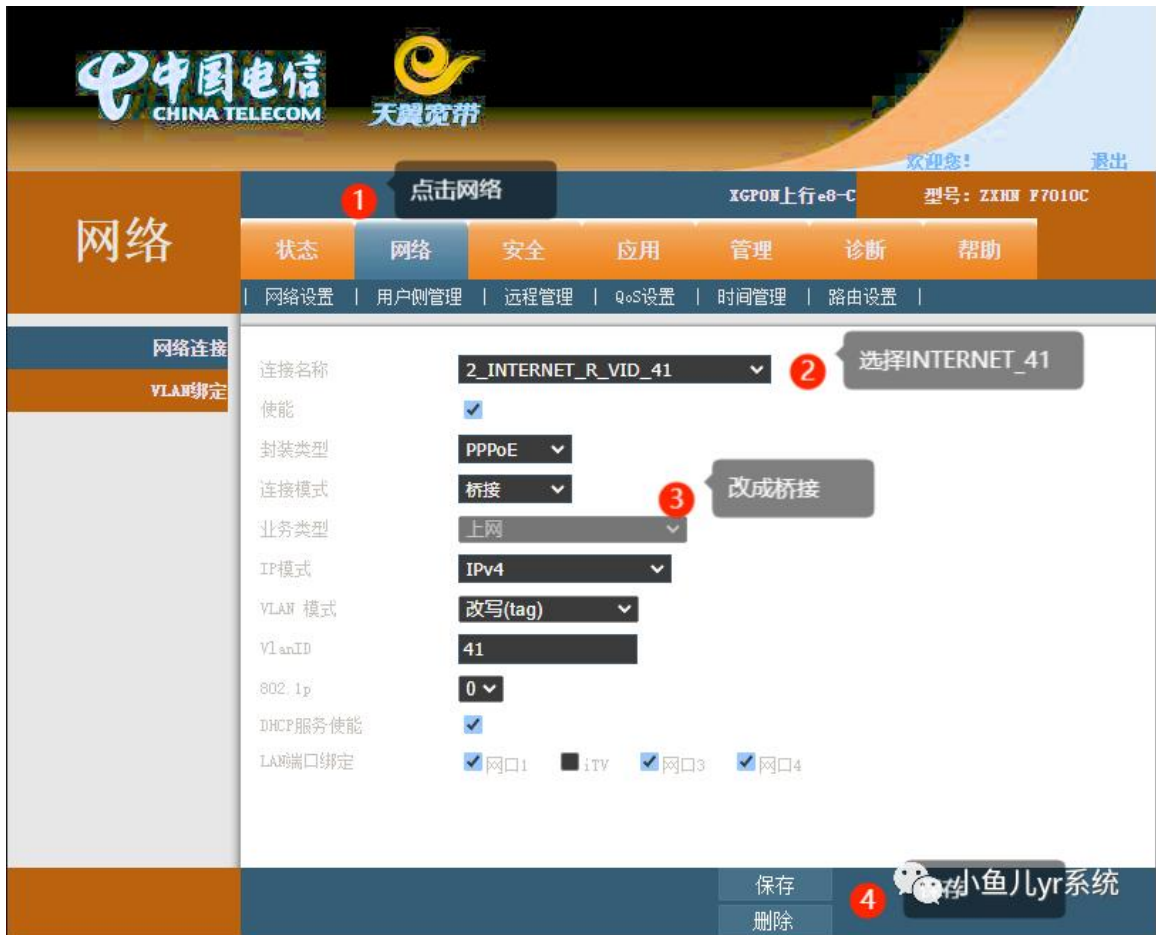 中国电信
CHINA TELECOM
天翼宽带
欢迎您! 退出
1 点击网络
XGPON上行e8-C 型号: ZXHN F7010C
网络
状态 网络 安全 应用 管理 诊断 帮助
| 网络设置 | 用户侧管理 | 远程管理 | QoS设置 | 时间管理 | 路由设置 |
网络连接
VLAN绑定
连接名称 2_INTERNET_R_VID_41 2 选择INTERNET_41
使能
封装类型 PPPoE
连接模式 桥接 3 改成桥接
业务类型 上网
IP模式 IPv4
VLAN 模式 改写(tag)
VlanID 41
802.1p 0
DHCP服务使能
LAN端口绑定 网口1 iTV 网口3 网口4
保存 4 小鱼儿yr系统
删除